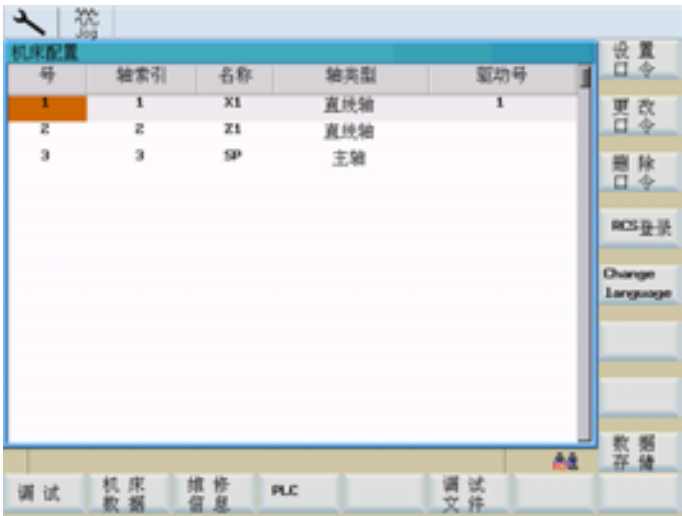 Jog
机床配置
号 轴索引 名称 轴类型 驱动号
1 1 X1 直线轴 1
2 2 Z1 直线轴
3 3 SP 主轴
设置
口令
更改
口令
删除
口令
RCS登录
Change
language
数据
存储
调试
机床
数据
维修
信息
PLC
调试
文件